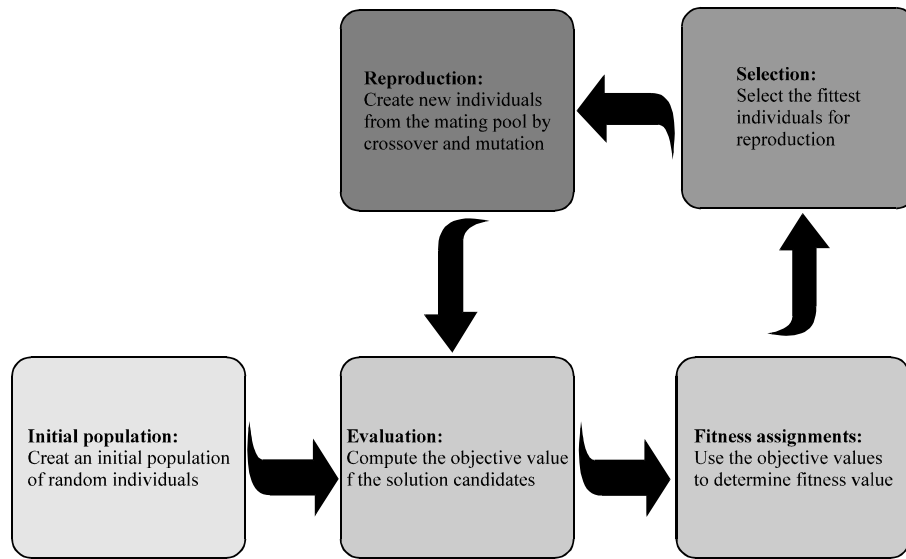 Reproduction:
Create new individuals
from the mating pool by
crossover and mutation
Selection:
Select the fittest
individuals for
reproduction
Initial population:
Creat an initial population
of random individuals
Evaluation:
Compute the objective value
f the solution candidates
Fitness assignments:
Use the objective values
to determine fitness value